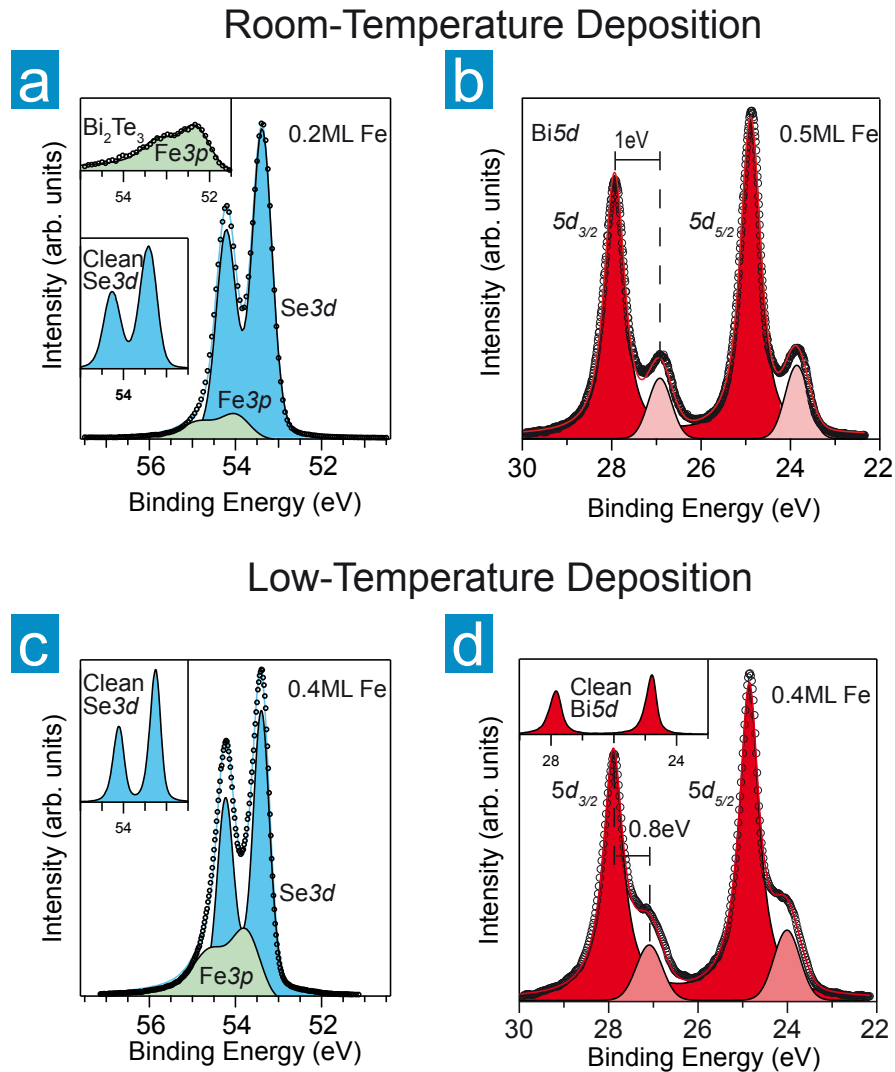 Room-Temperature Deposition
a
Bi2Te3
Fe3p
54 52
0.2ML Fe
Clean
Se3d
54
Se3d
Fe3p
56 54 52
Binding Energy (eV)
Intensity (arb. units)
b
Bi5d
1eV
0.5ML Fe
5d3/2
5d5/2
30 28 26 24 22
Binding Energy (eV)
Intensity (arb. units)
Low-Temperature Deposition
c
Clean
Se3d
54
0.4ML Fe
Se3d
Fe3p
56 54 52
Binding Energy (eV)
Intensity (arb. units)
d
Clean
Bi5d
28 24
0.4ML Fe
5d3/2
5d5/2
0.8eV
30 28 26 24 22
Binding Energy (eV)
Intensity (arb. units)